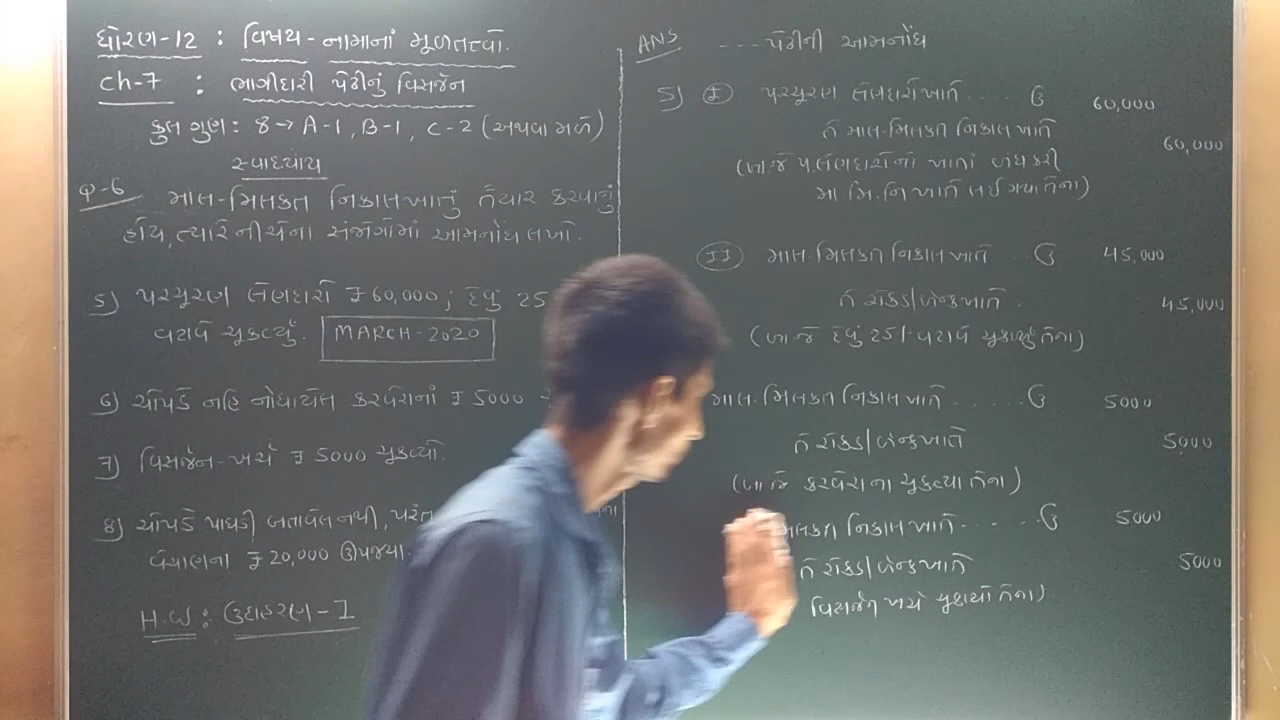 ધોરણ-12 : વિષય - નામાનાં મૂળતત્વો.
Ch-7 : ભાગીદારી પેઢીનું વિસર્જન
કુલ ગુણ: 8 → A-1, B-1, C-2 (અથવા મળે)
સ્વાધ્યાય
Q-6 માલ-મિલકત નિકાલ ખાતું તૈયાર કરવાનું
હોય, ત્યારે નીચેના સંજોગોમાં આમનોંધ લખો.
5) પરચૂરણ લેણદારો ₹ 60,000; દેવું 25
વટાવે ચૂકવ્યું. MARCH-2020
6) ચોપડે નહિ નોંધાયેલ કરવેરાનાં ₹ 5000
7) વિસર્જન-ખર્ચ ₹ 5000 ચૂકવ્યો.
8) ચોપડે પાઘડી બતાવેલ નથી, પરંતુ
વેચાણના ₹ 20,000 ઊપજ્યા.
H.W : ઉદાહરણ-1
ANS ---પેઢીની આમનોંધ
5) I પરચૂરણ લેણદારો ખાતે ..... ઉ 60,000
તે માલ-મિલકત નિકાલ ખાતે 60,000
(બા.જે પ.લેણદારોનાં ખાતાં બંધ કરી
મા.મિ.નિ ખાતે લઈ ગયા તેના)
II માલ-મિલકત નિકાલ ખાતે ... ઉ 45,000
તે રોકડ/બેન્ક ખાતે 45,000
(બા.જે દેવું 25% વટાવે ચૂકવ્યું તેના)
માલ-મિલકત નિકાલ ખાતે ...... ઉ 5000
તે રોકડ/બેન્ક ખાતે 5000
(બા.જે કરવેરાના ચૂકવ્યા તેના)
મિલકત નિકાલ ખાતે ...... ઉ 5000
તે રોકડ/બેન્ક ખાતે 5000
વિસર્જન ખર્ચ ચૂકવ્યો તેના)